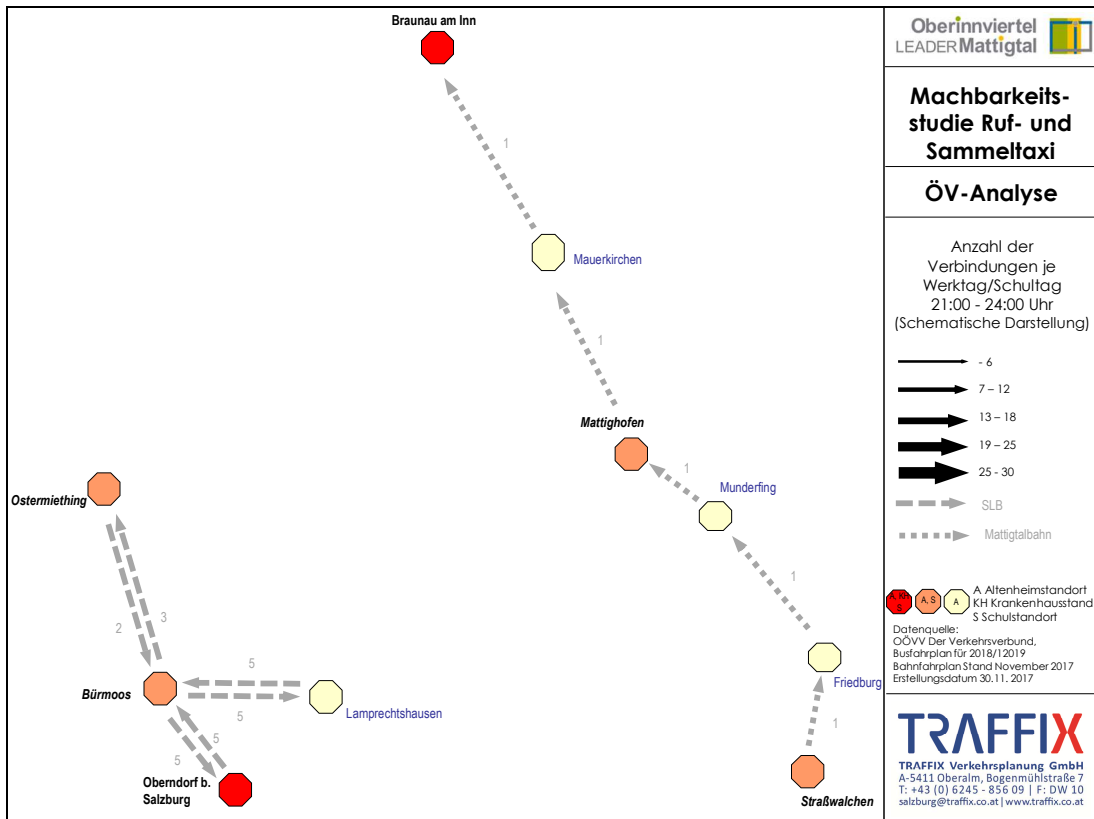 Braunau am Inn
1
Mauerkirchen
1
Mattighofen
1
Munderfing
Ostermiething
1
3
2
Bürmoos
5
5
Lamprechtshausen
5
5
Oberndorf b.
Salzburg
Friedburg
1
Straßwalchen
Oberinnviertel
LEADERMattigtal
Machbarkeits-
studie Ruf- und
Sammeltaxi
ÖV-Analyse
Anzahl der
Verbindungen je
Werktag/Schultag
21:00 - 24:00 Uhr
(Schematische Darstellung)
- 6
7 – 12
13 – 18
19 – 25
25 - 30
SLB
Mattigtalbahn
A, KH
S
A, S
A
A Altenheimstandort
KH Krankenhausstand
S Schulstandort
Datenquelle:
OÖVV Der Verkehrsverbund,
Busfahrplan für 2018/12019
Bahnfahrplan Stand November 2017
Erstellungsdatum 30.11. 2017
TRAFFIX
TRAFFIX Verkehrsplanung GmbH
A-5411 Oberalm, Bogenmühlstraße 7
T: +43 (0) 6245 - 856 09 | F: DW 10
salzburg@traffix.co.at | www.traffix.co.at